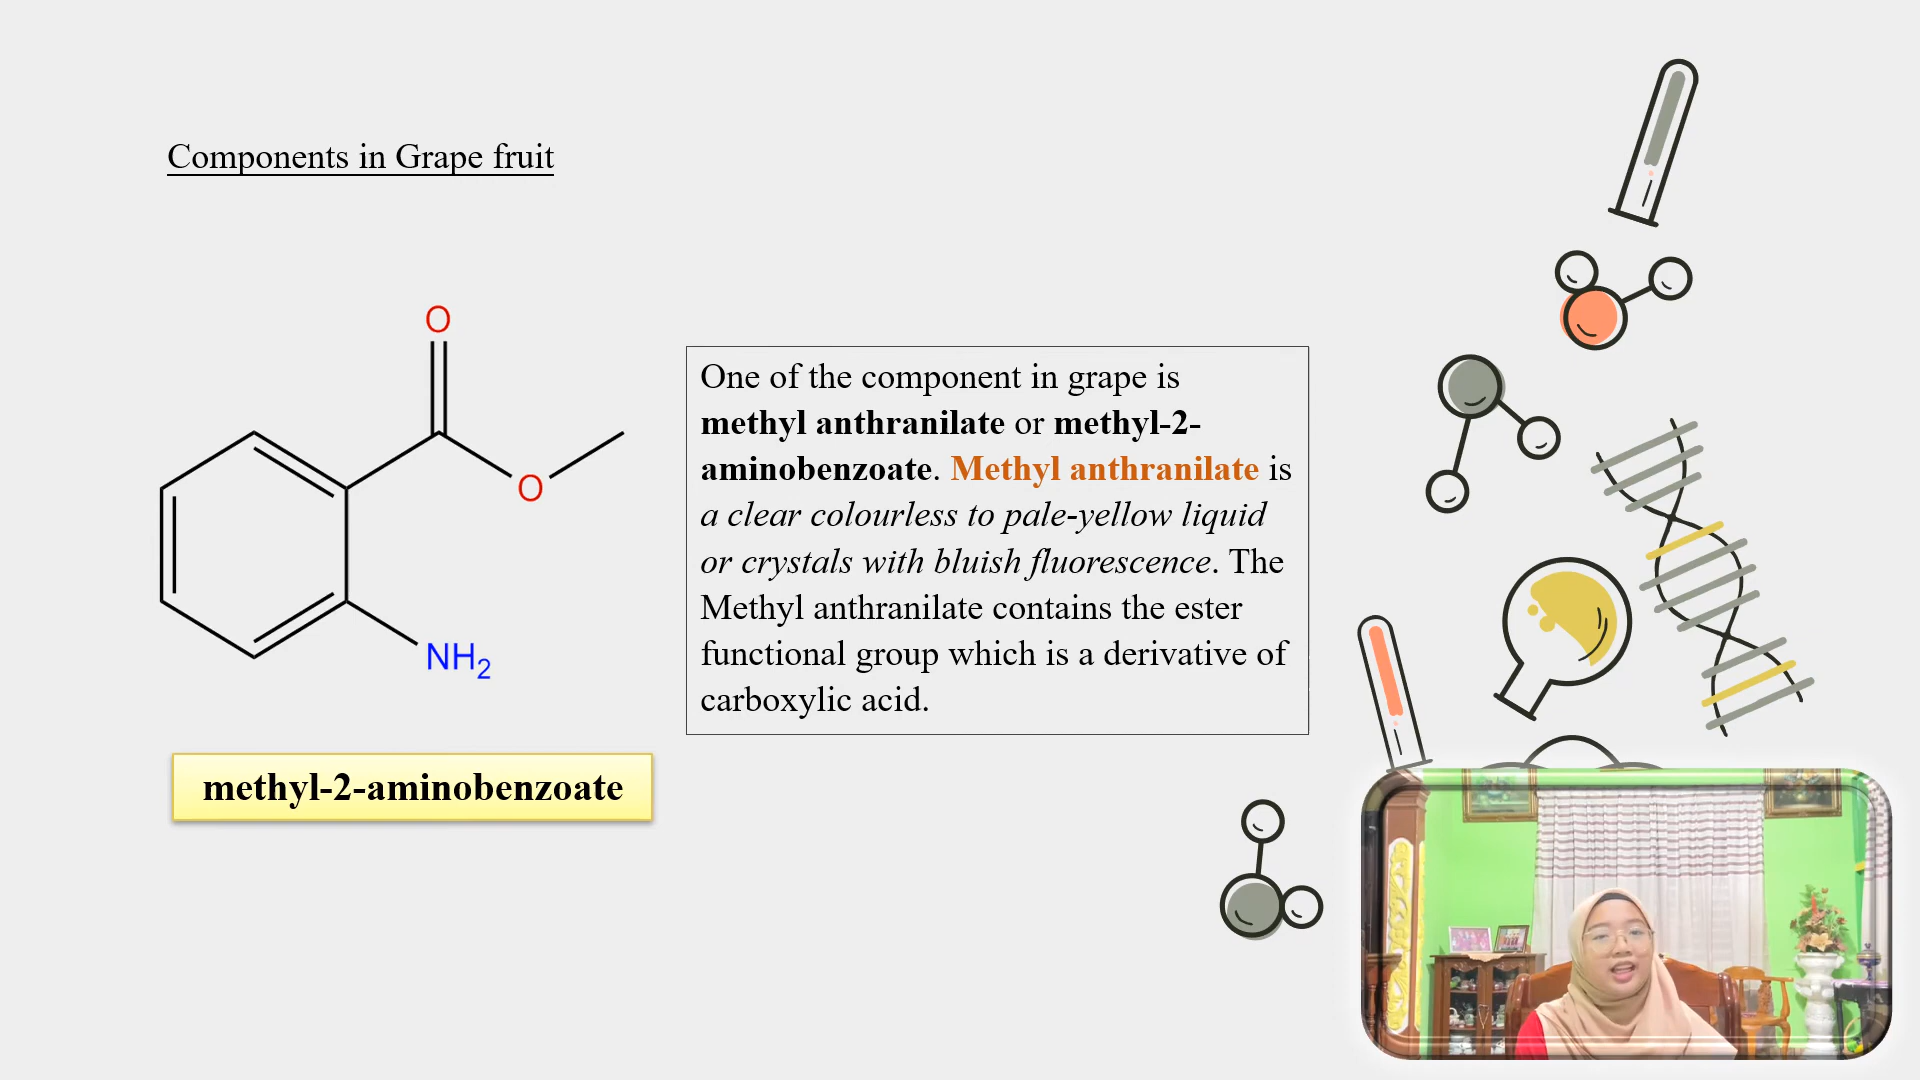 Components in Grape fruit
O
O
NH2
One of the component in grape is
methyl anthranilate or methyl-2-
aminobenzoate. Methyl anthranilate is
a clear colourless to pale-yellow liquid
or crystals with bluish fluorescence. The
Methyl anthranilate contains the ester
functional group which is a derivative of
carboxylic acid.
methyl-2-aminobenzoate